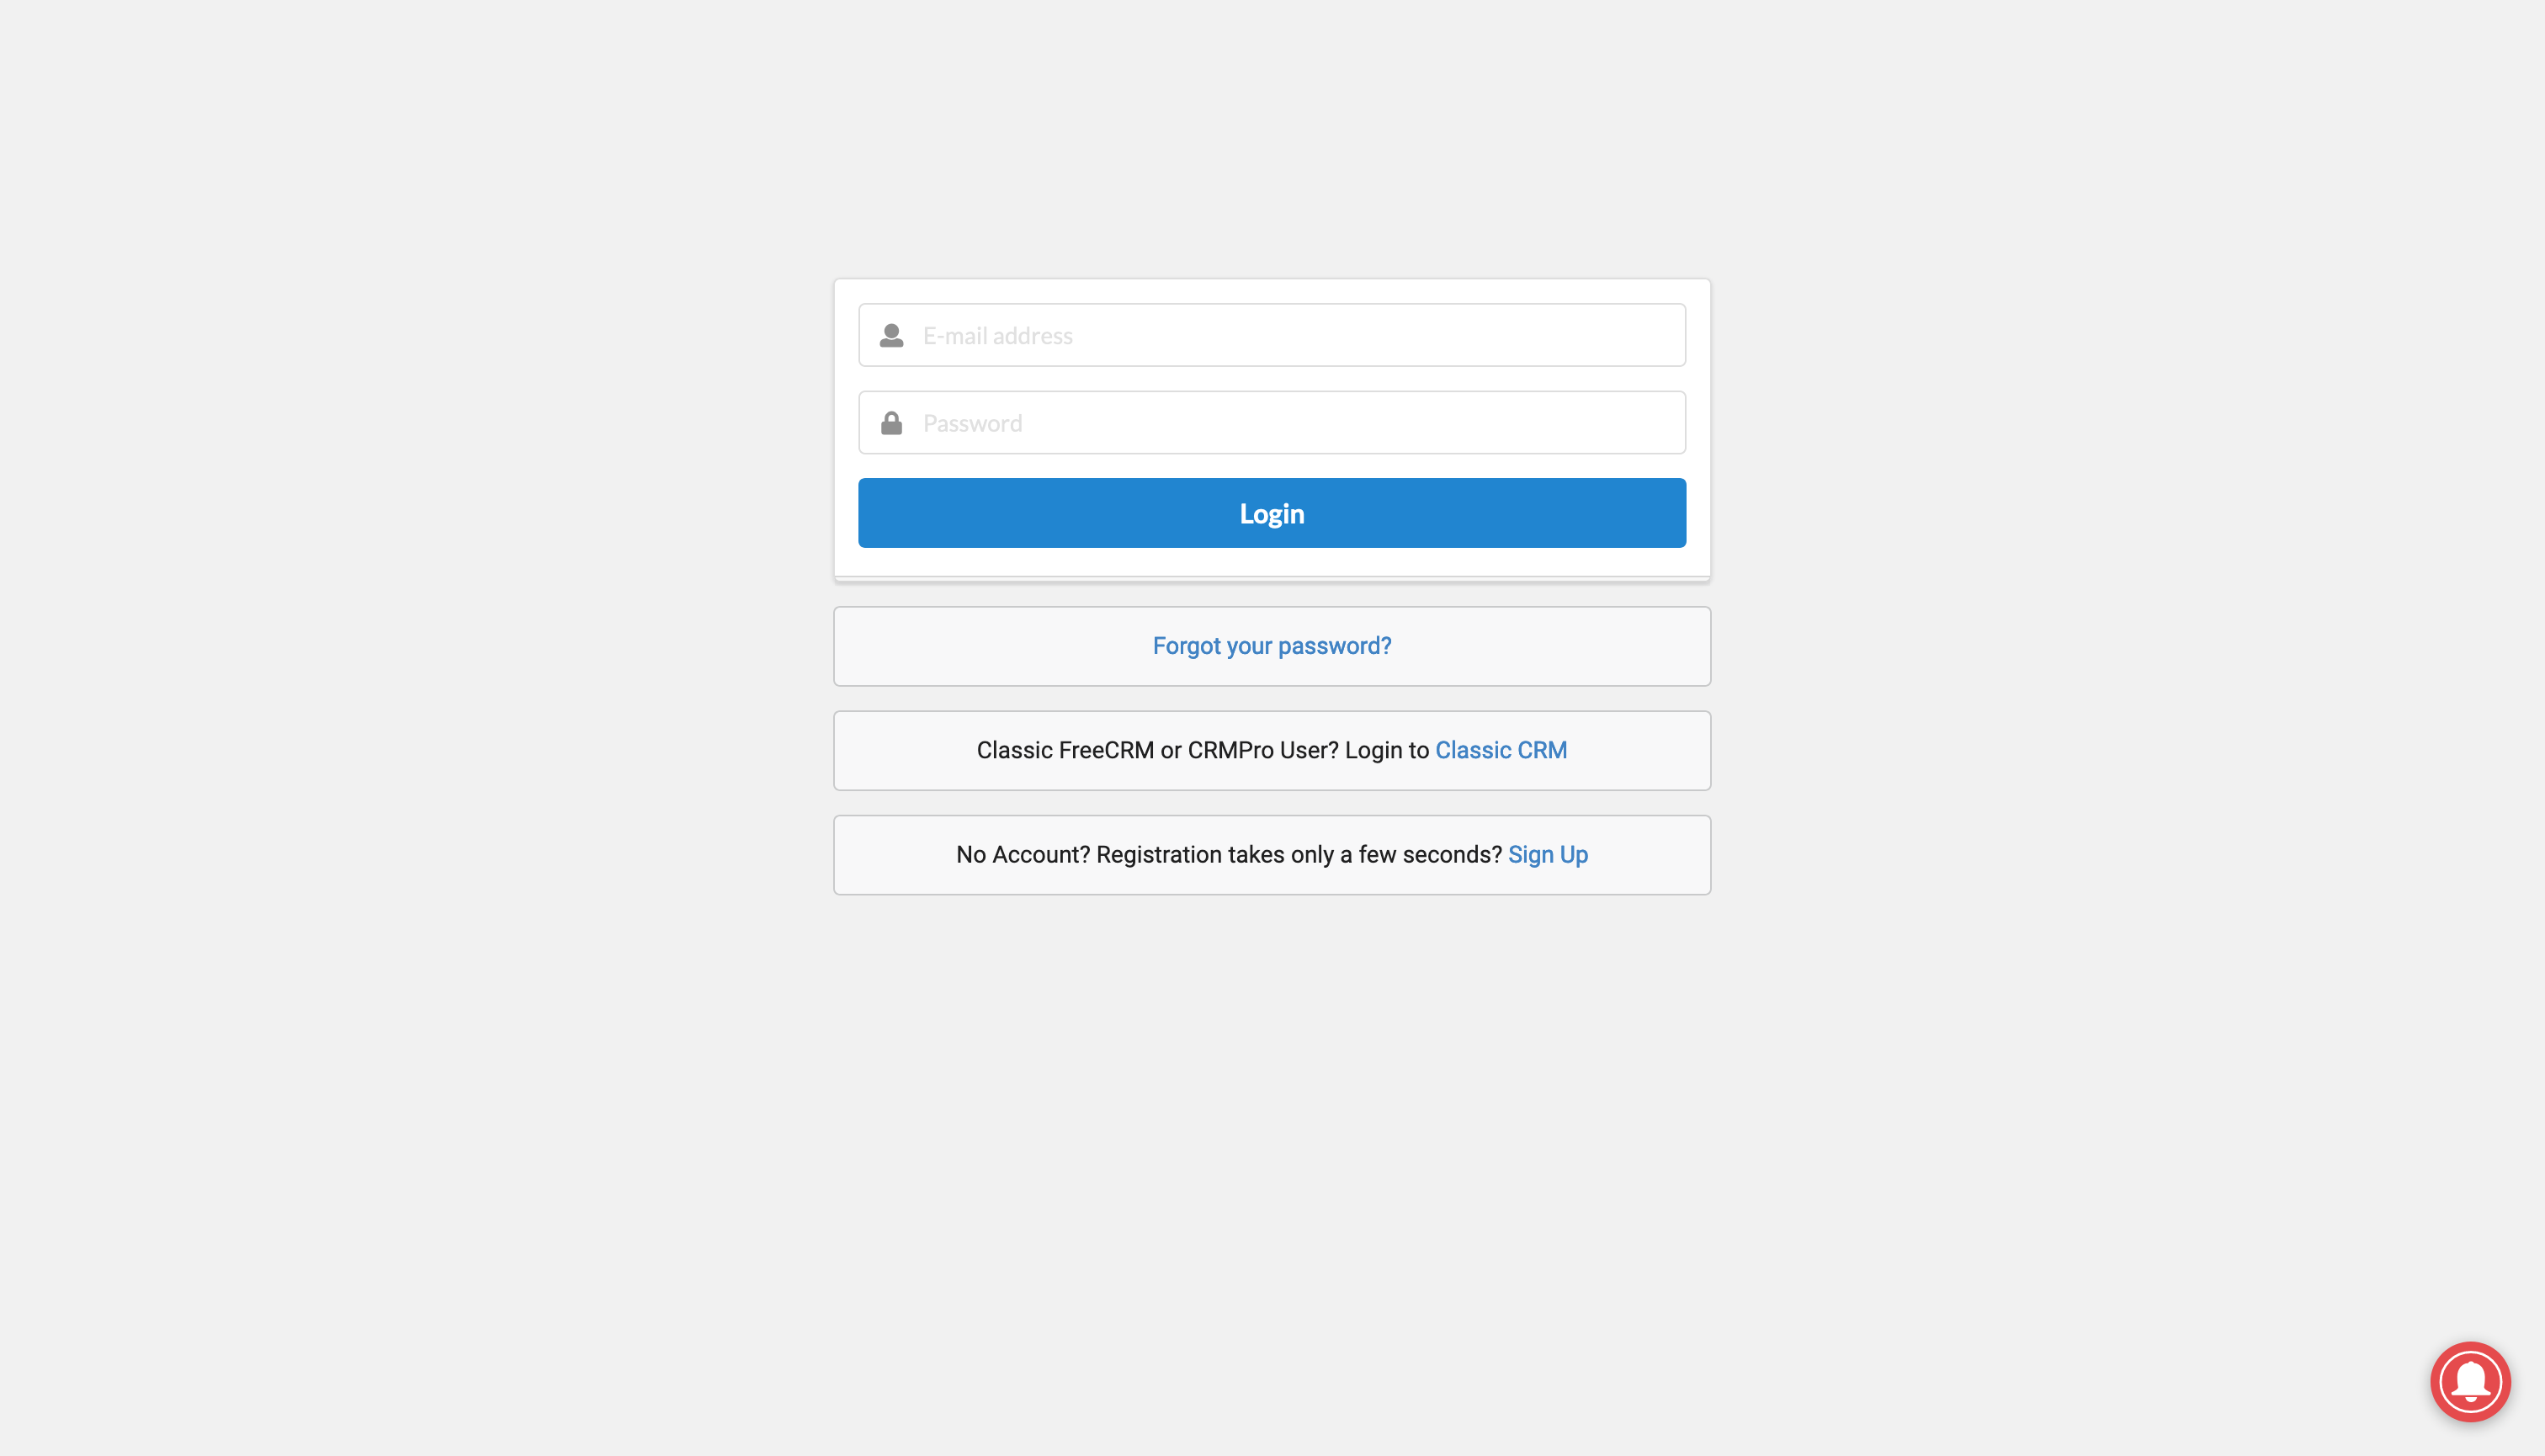 E-mail address
Password
Login
Forgot your password?
Classic FreeCRM or CRMPro User? Login to Classic CRM
No Account? Registration takes only a few seconds? Sign Up